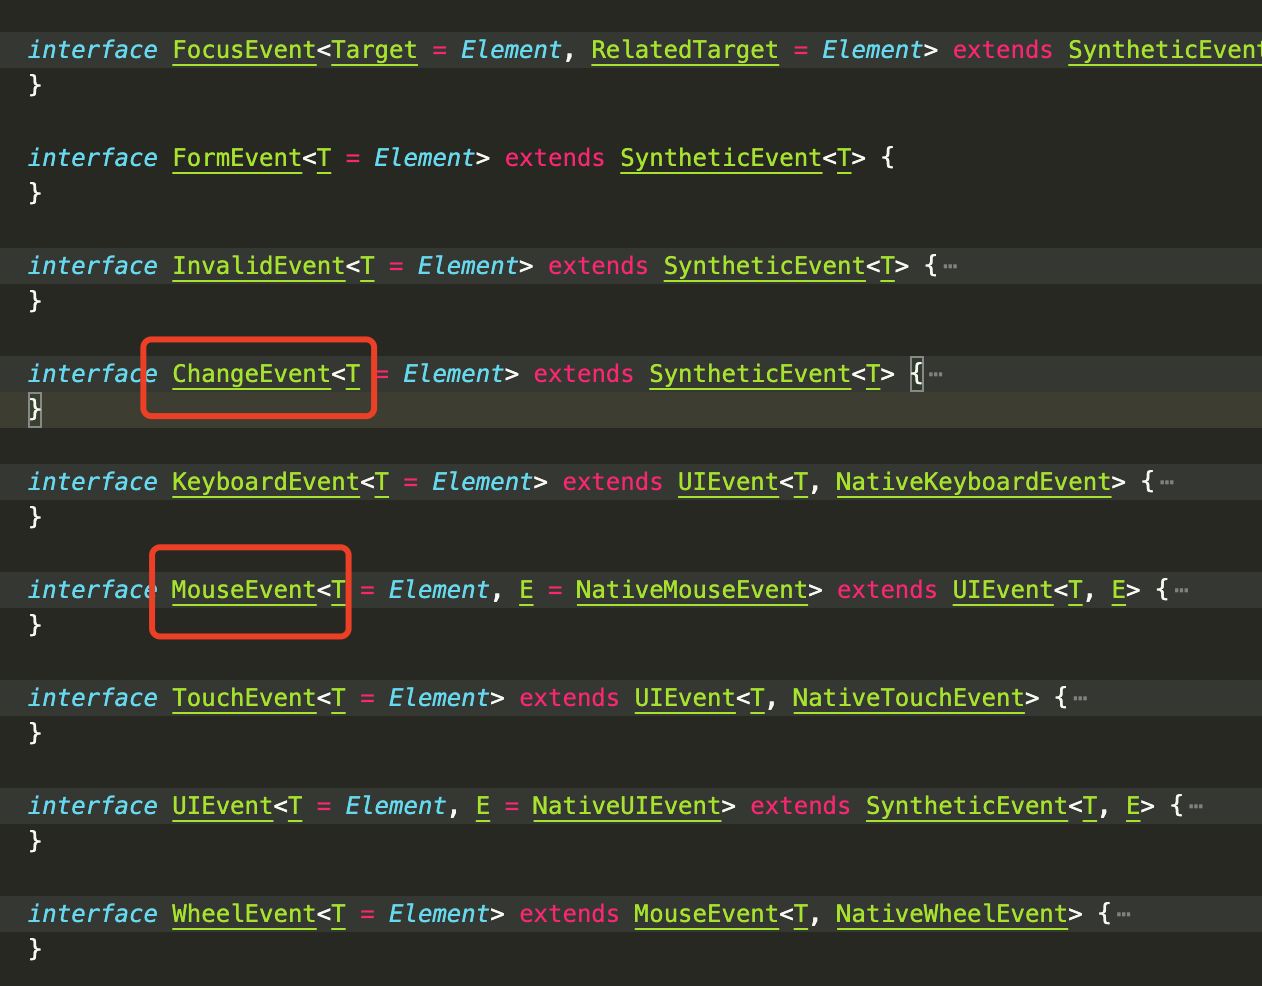 interface FocusEvent<Target = Element, RelatedTarget = Element> extends SyntheticEvent
}
interface FormEvent<T = Element> extends SyntheticEvent<T> {
}
interface InvalidEvent<T = Element> extends SyntheticEvent<T> {…
}
interface ChangeEvent<T = Element> extends SyntheticEvent<T> {…
}
interface KeyboardEvent<T = Element> extends UIEvent<T, NativeKeyboardEvent> {…
}
interface MouseEvent<T = Element, E = NativeMouseEvent> extends UIEvent<T, E> {…
}
interface TouchEvent<T = Element> extends UIEvent<T, NativeTouchEvent> {…
}
interface UIEvent<T = Element, E = NativeUIEvent> extends SyntheticEvent<T, E> {…
}
interface WheelEvent<T = Element> extends MouseEvent<T, NativeWheelEvent> {…
}